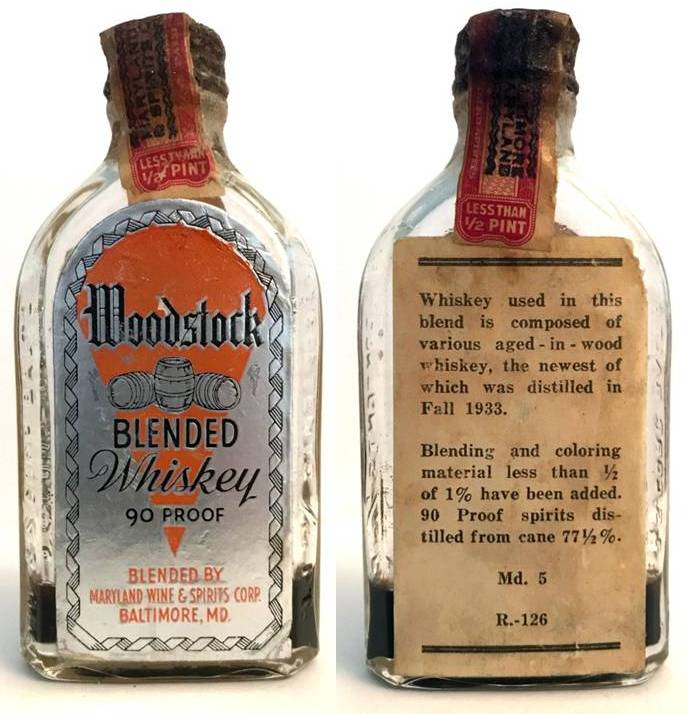 MARYLAND
& SPIRITS
LESS THAN
1/2 PINT
Woodstock
BLENDED
Whiskey
90 PROOF
BLENDED BY
MARYLAND WINE & SPIRITS CORP.
BALTIMORE, MD.
MARYLAND
LESS THAN
1/2 PINT
Whiskey used in this
blend is composed of
various aged-in-wood
whiskey, the newest of
which was distilled in
Fall 1933.
Blending and coloring
material less than ½
of 1% have been added.
90 Proof spirits dis-
tilled from cane 77½%.
Md. 5
R.-126